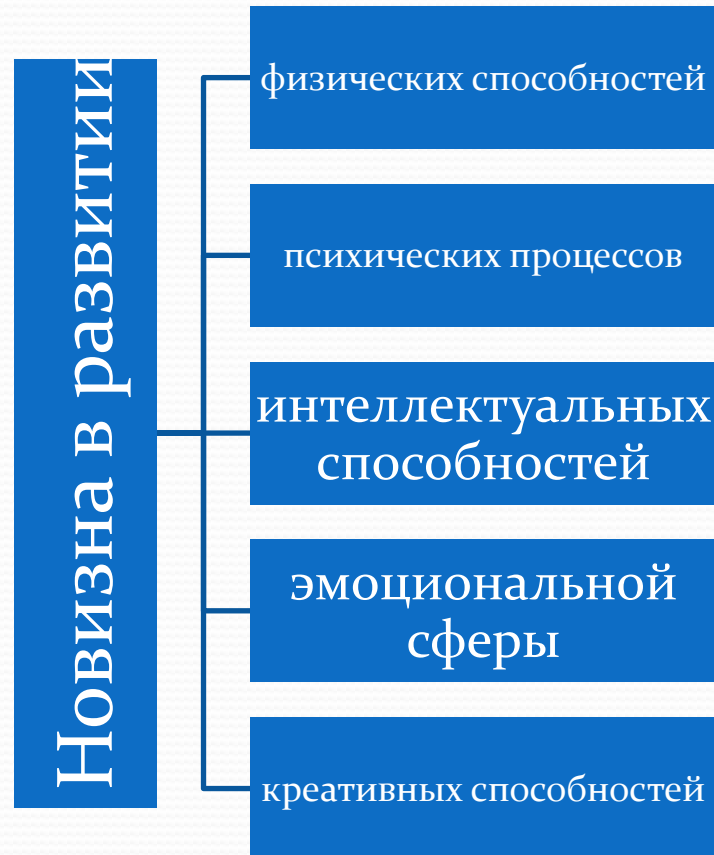 Новизна в развитии
физических способностей
психических процессов
интеллектуальных
способностей
эмоциональной
сферы
креативных способностей